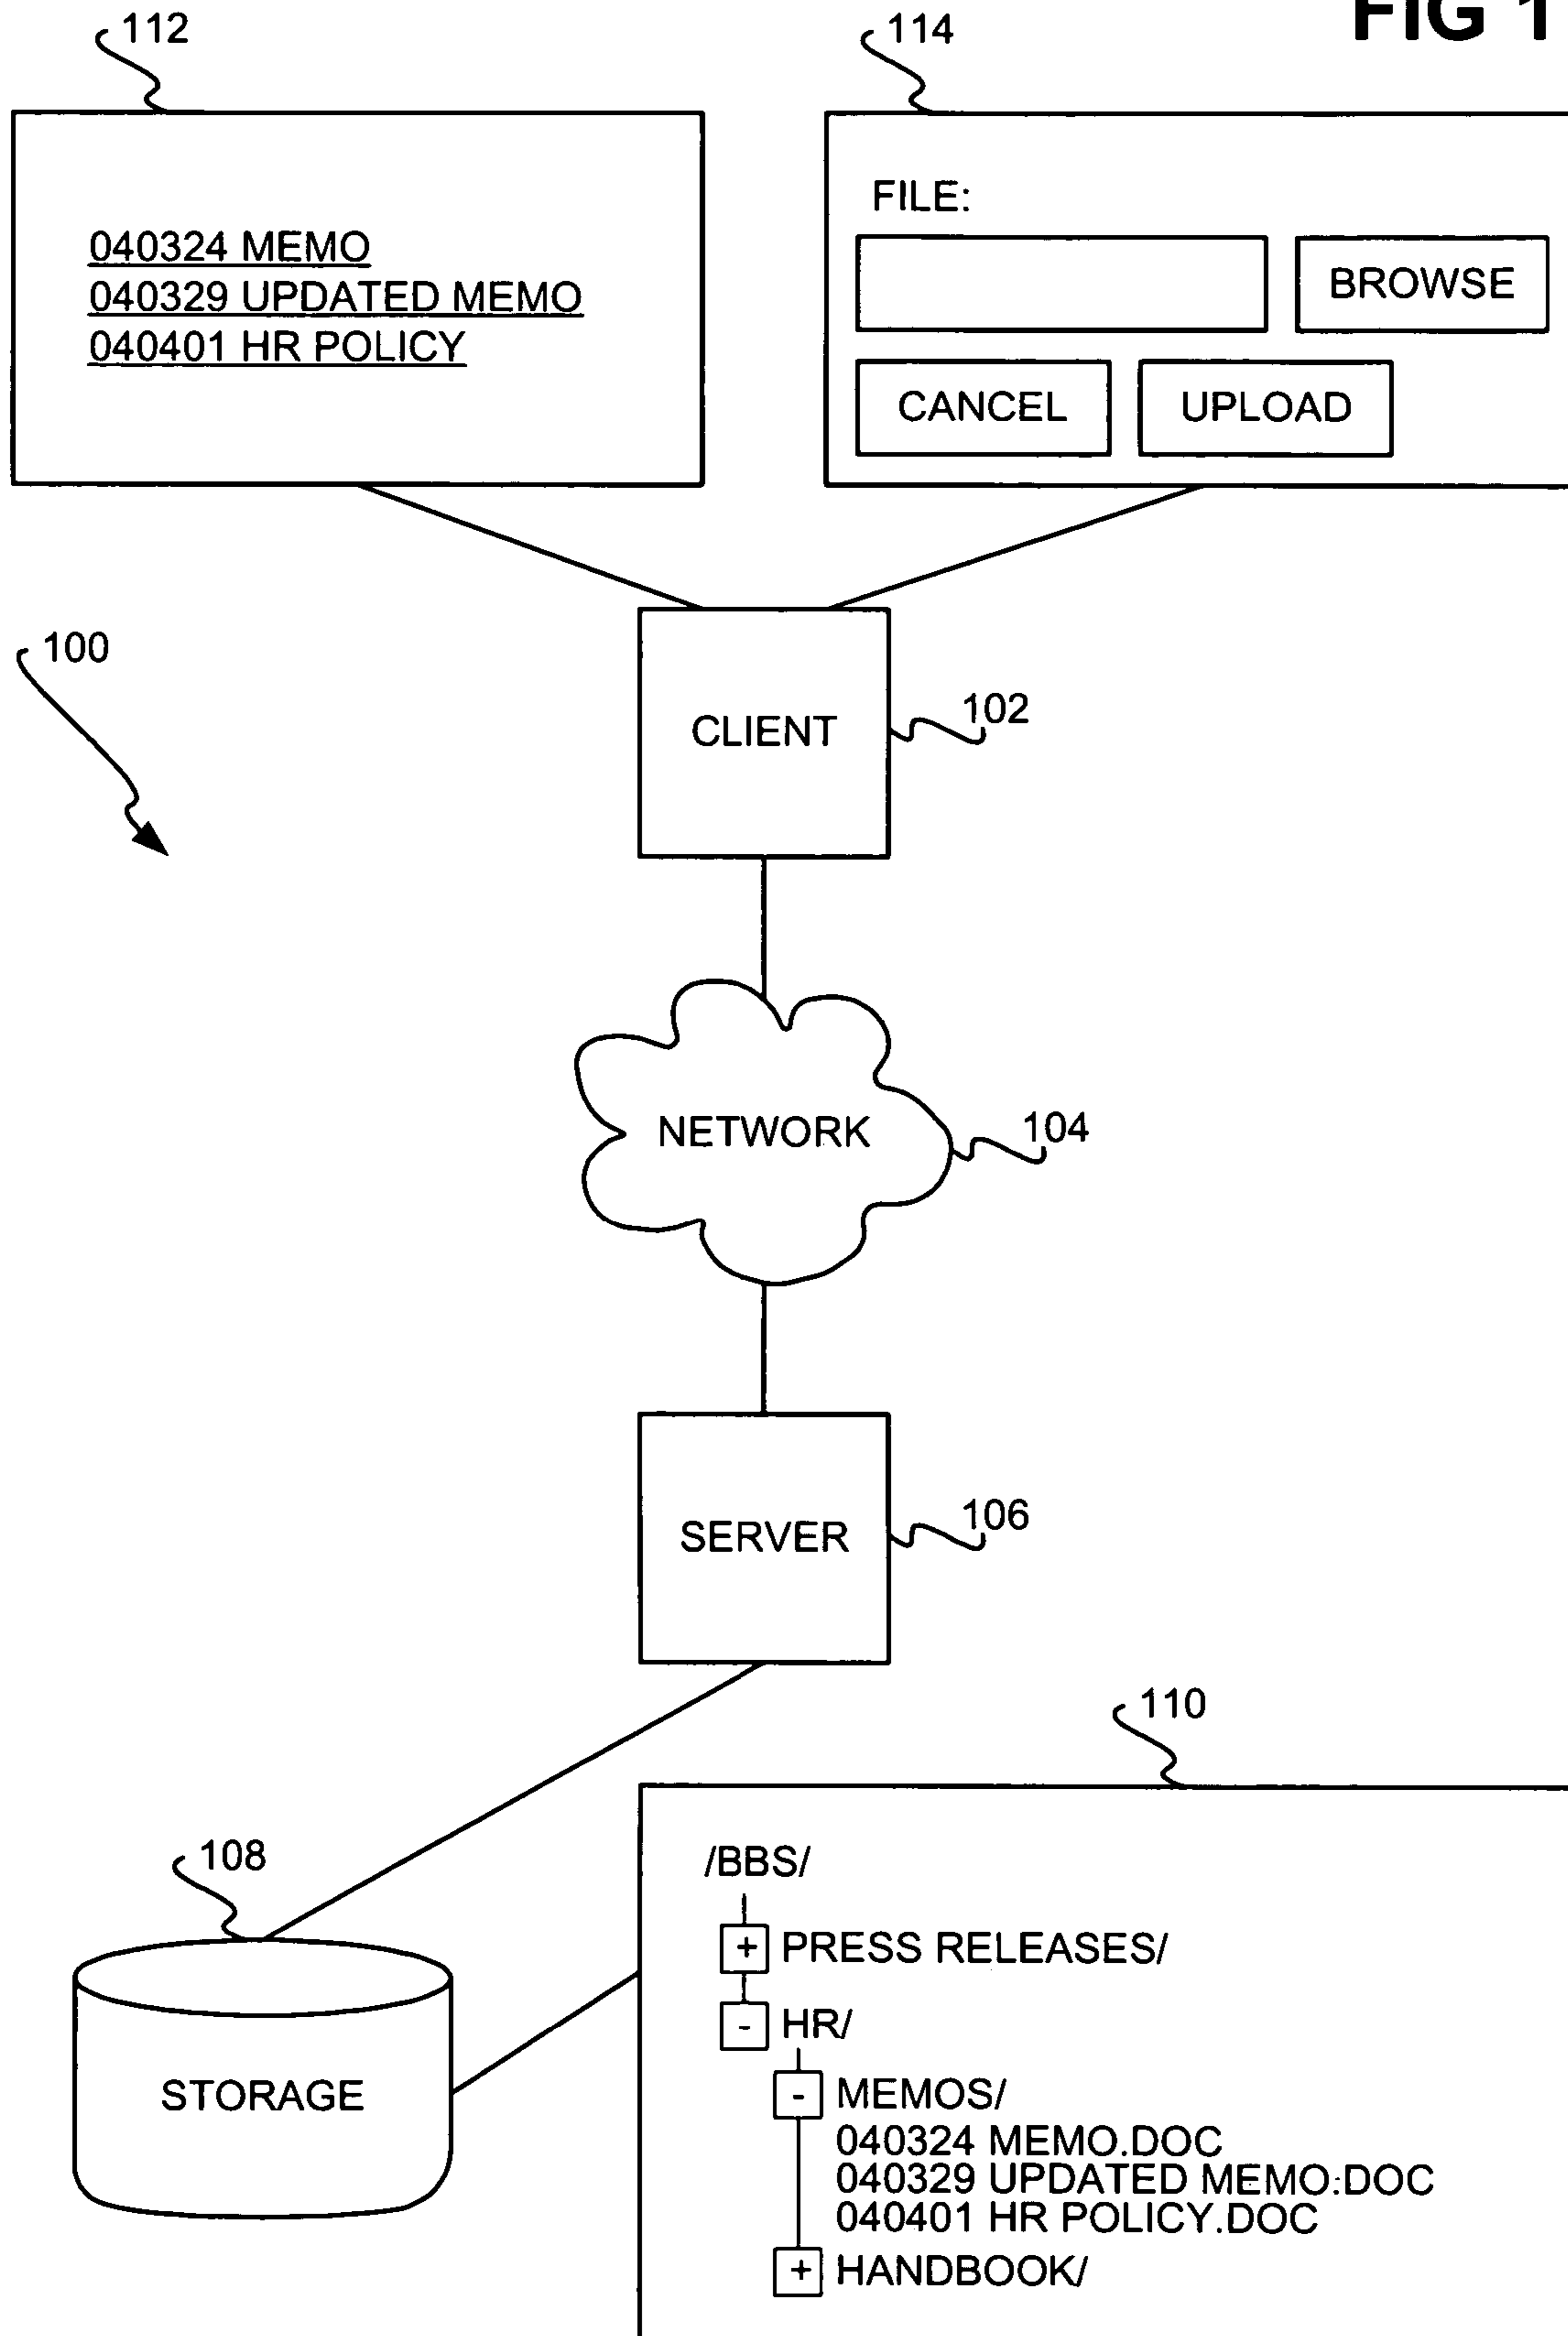 FIG 1
112
114
040324 MEMO
040329 UPDATED MEMO
040401 HR POLICY
FILE:
BROWSE
CANCEL
UPLOAD
100
CLIENT
102
NETWORK
104
SERVER
106
110
108
STORAGE
/BBS/
+ PRESS RELEASES/
- HR/
- MEMOS/
040324 MEMO.DOC
040329 UPDATED MEMO.DOC
040401 HR POLICY.DOC
+ HANDBOOK/